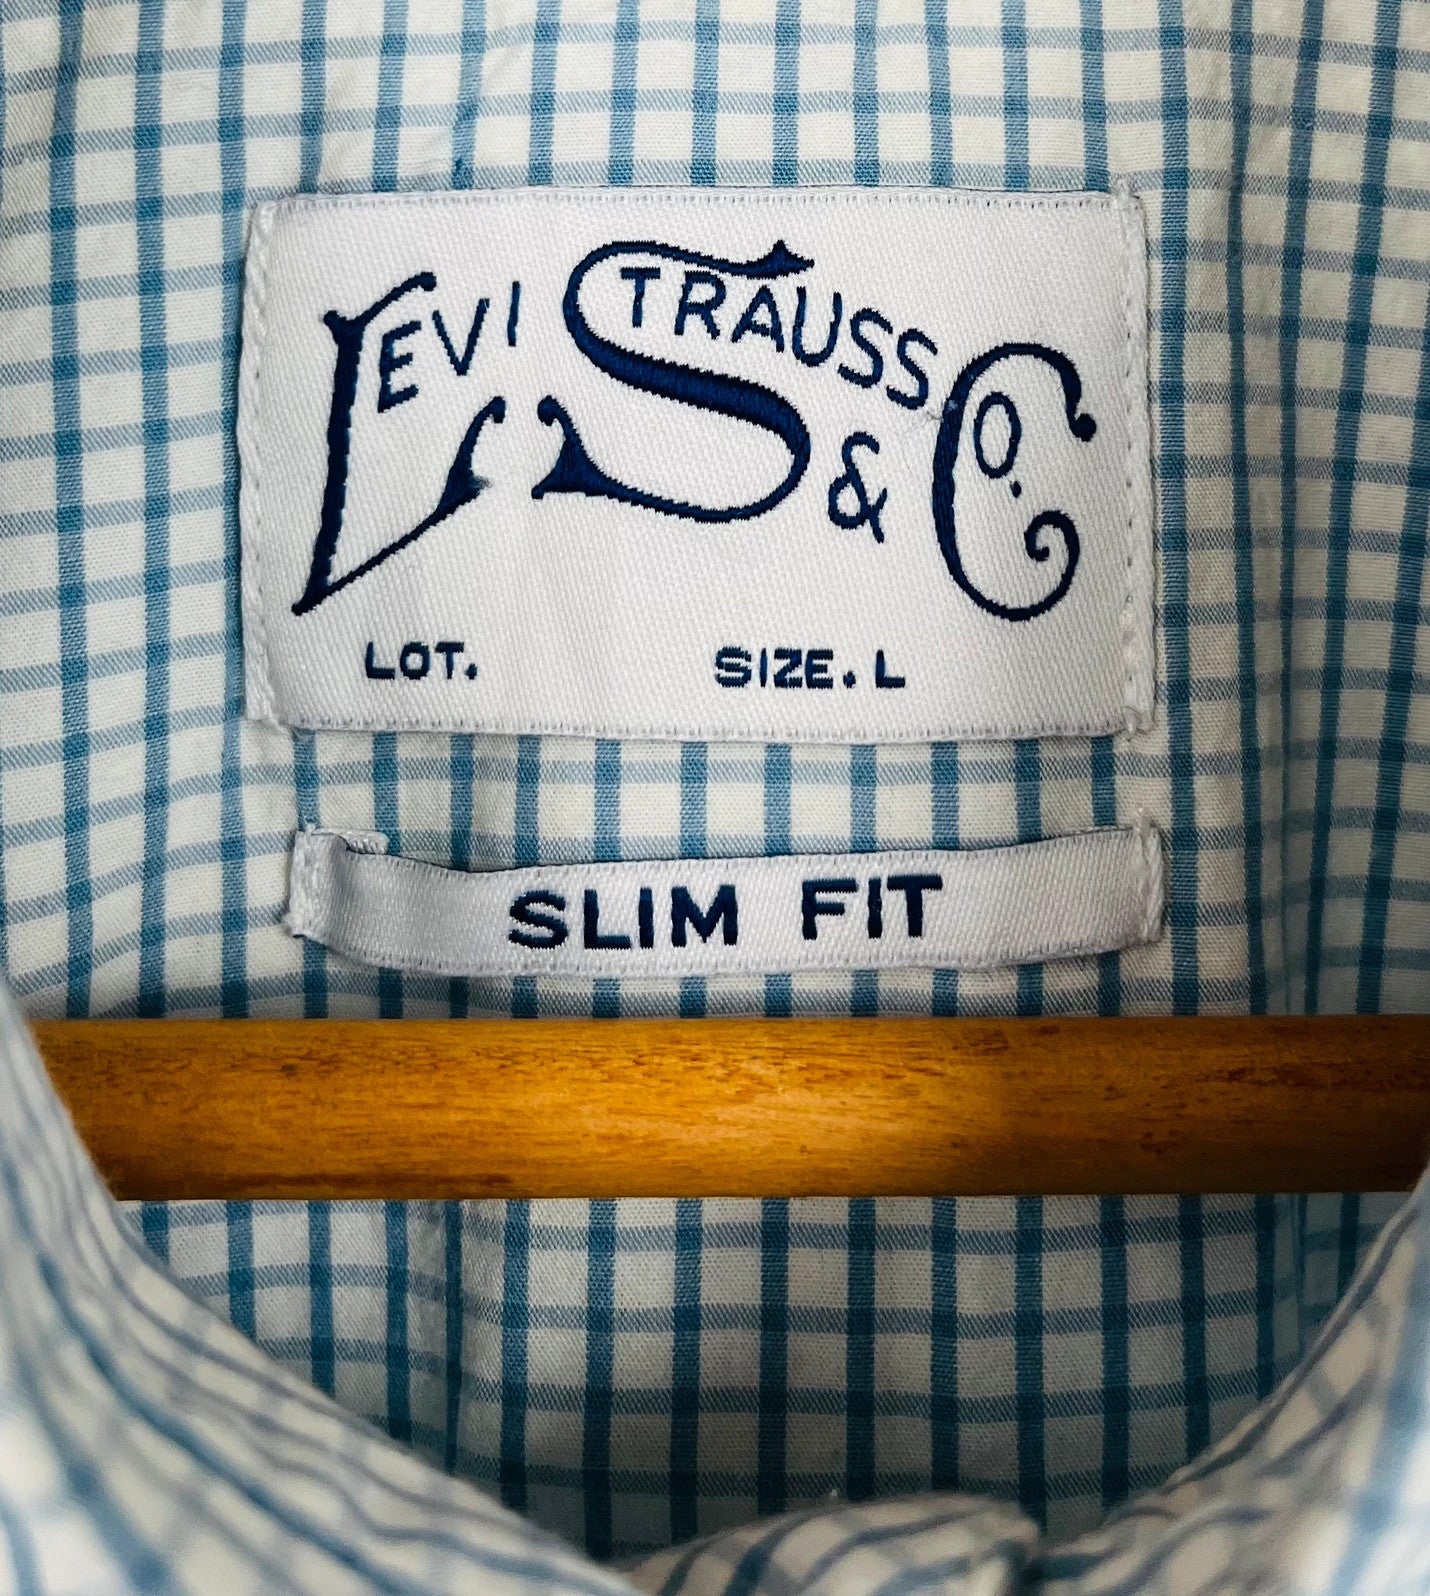 LEVI STRAUSS & CO.
LOT. SIZE. L
SLIM FIT